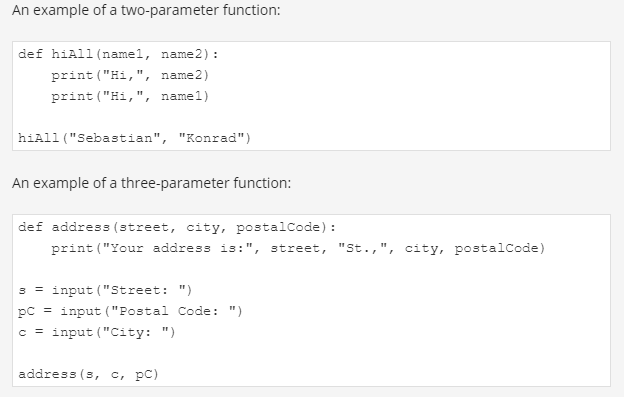 An example of a two-parameter function:
def hiAll(name1, name2):
    print("Hi,", name2)
    print("Hi,", name1)
hiAll("Sebastian", "Konrad")
An example of a three-parameter function:
def address(street, city, postalCode):
    print("Your address is:", street, "St.,", city, postalCode)
s = input("Street: ")
pC = input("Postal Code: ")
c = input("City: ")
address(s, c, pC)